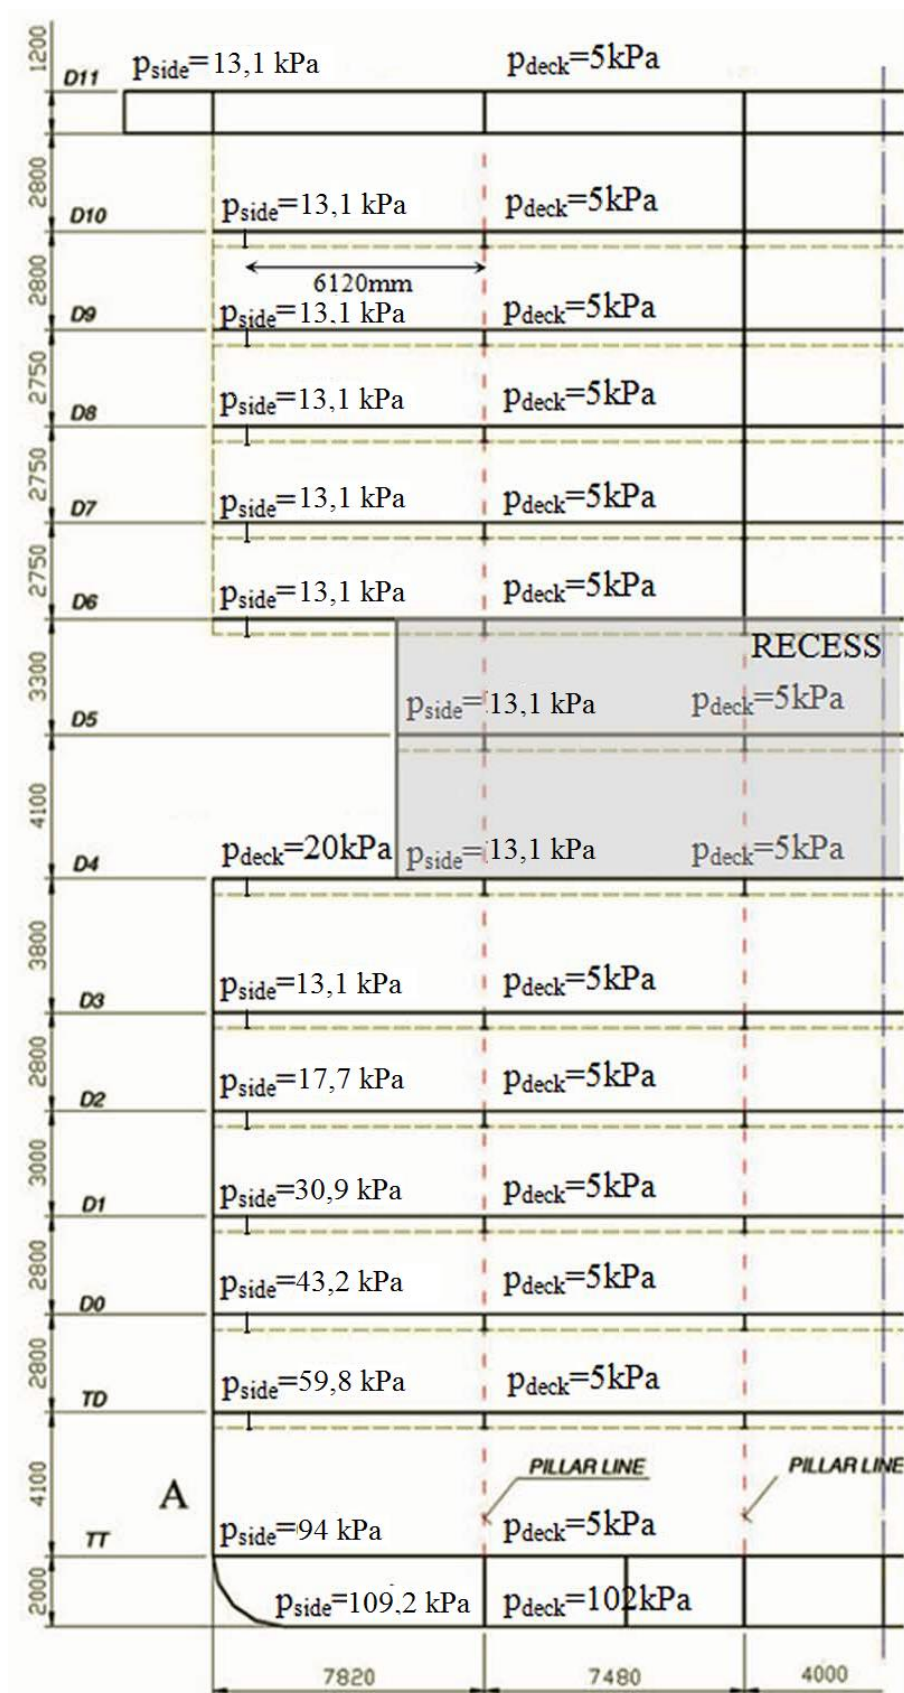 1200
D11
pside=13,1 kPa
pdeck=5kPa
2800
D10
pside=13,1 kPa
pdeck=5kPa
6120mm
2800
D9
pside=13,1 kPa
pdeck=5kPa
2750
D8
pside=13,1 kPa
pdeck=5kPa
2750
D7
pside=13,1 kPa
pdeck=5kPa
2750
D6
pside=13,1 kPa
pdeck=5kPa
RECESS
3300
D5
pside=13,1 kPa
pdeck=5kPa
4100
D4
pdeck=20kPa
pside=13,1 kPa
pdeck=5kPa
3800
D3
pside=13,1 kPa
pdeck=5kPa
2800
D2
pside=17,7 kPa
pdeck=5kPa
3000
D1
pside=30,9 kPa
pdeck=5kPa
2800
D0
pside=43,2 kPa
pdeck=5kPa
2800
TD
pside=59,8 kPa
pdeck=5kPa
PILLAR LINE
PILLAR LINE
4100
A
TT
pside=94 kPa
pdeck=5kPa
2000
pside=109,2 kPa
pdeck=102kPa
7820
7480
4000